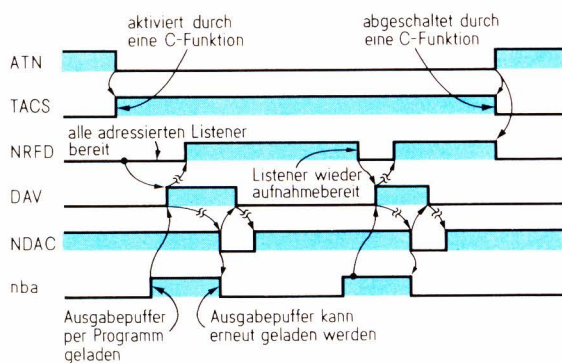 aktiviert durch
eine C-Funktion
abgeschaltet durch
eine C-Funktion
ATN
TACS
alle adressierten Listener
bereit
NRFD
Listener wieder
aufnahmebereit
DAV
NDAC
nba
Ausgabepuffer
per Programm
geladen
Ausgabepuffer kann
erneut geladen werden